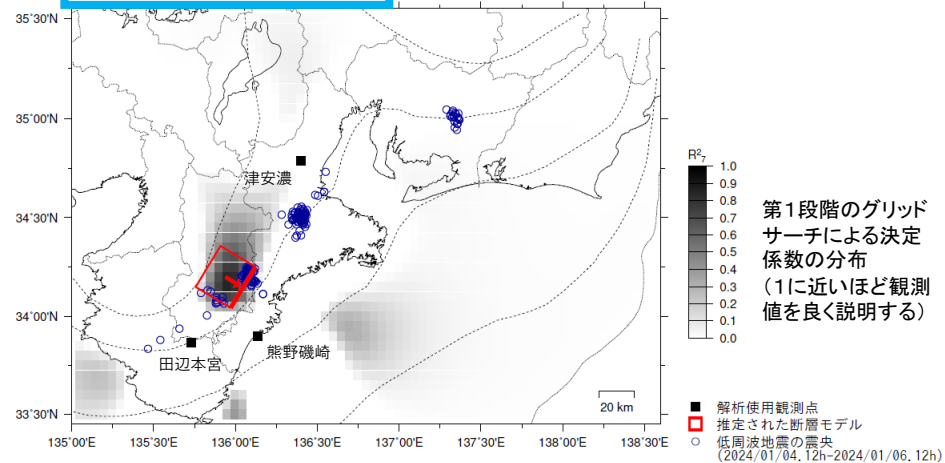 35°30'N
35°00'N
34°30'N
34°00'N
33°30'N
135°00'E
135°30'E
136°00'E
136°30'E
137°00'E
137°30'E
138°00'E
138°30'E
津安濃
熊野磯崎
田辺本宮
20 km
R²₇
1.0
0.9
0.8
0.7
0.6
0.5
0.4
0.3
0.2
0.1
0.0
第1段階のグリッド
サーチによる決定
係数の分布
(1に近いほど観測
値を良く説明する)
解析使用観測点
推定された断層モデル
低周波地震の震央
(2024/01/04.12h-2024/01/06.12h)